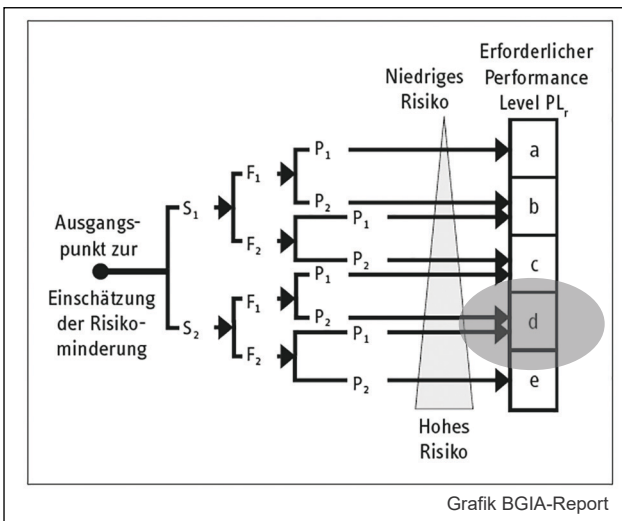 Erforderlicher
Performance
Level PLr
Niedriges
Risiko
Ausgangs-
punkt zur
Einschätzung
der Risiko-
minderung
S1
F1
P1
a
P2
b
F2
P1
P2
c
S2
F1
P1
P2
d
F2
P1
P2
e
Hohes
Risiko
Grafik BGIA-Report